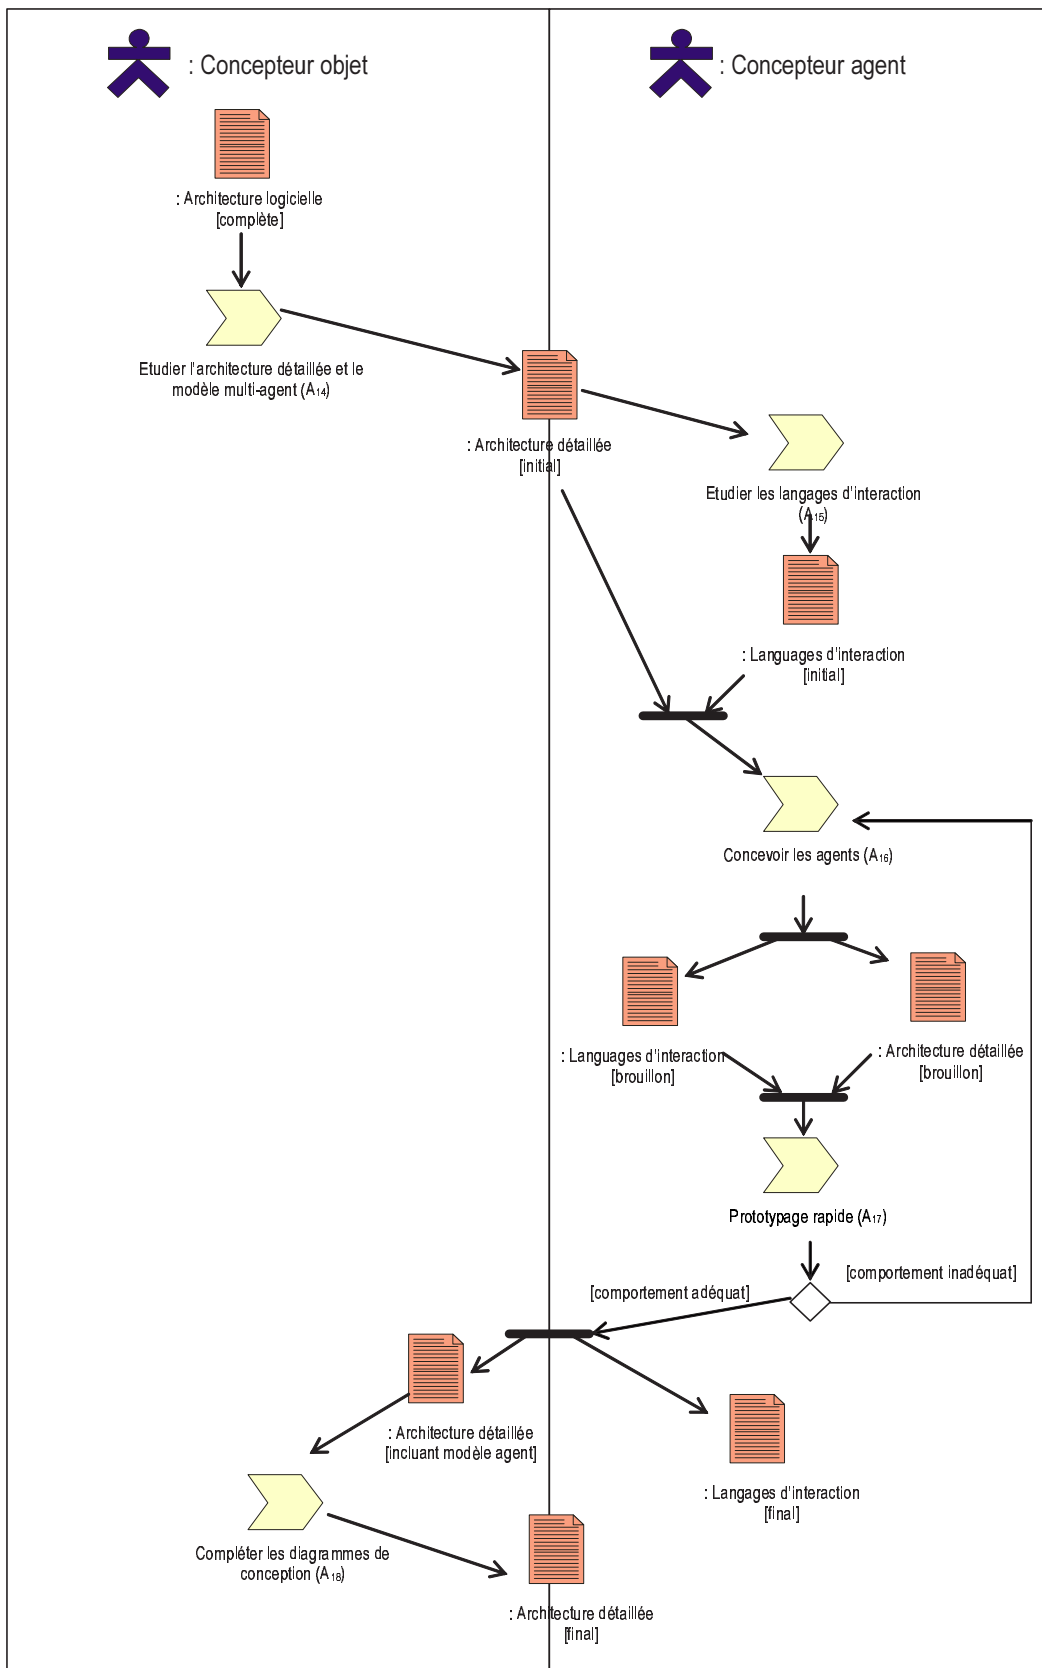 : Concepteur objet
: Concepteur agent
: Architecture logicielle
[complète]
Etudier l'architecture détaillée et le
modèle multi-agent (A14)
: Architecture détaillée
[initial]
Etudier les langages d'interaction
(A15)
: Languages d'interaction
[initial]
Concevoir les agents (A16)
: Languages d'interaction
[brouillon]
: Architecture détaillée
[brouillon]
Prototypage rapide (A17)
[comportement inadéquat]
[comportement adéquat]
: Architecture détaillée
[incluant modèle agent]
: Langages d'interaction
[final]
Compléter les diagrammes de
conception (A18)
: Architecture détaillée
[final]